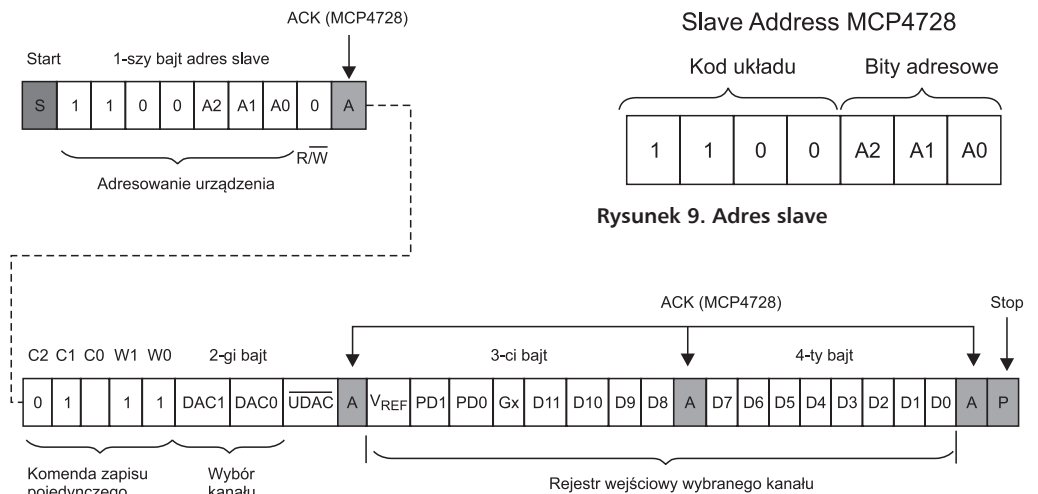 ACK (MCP4728)
Start 1-szy bajt adres slave
S 1 1 0 0 A2 A1 A0 0 A
R/W
Adresowanie urządzenia
Slave Address MCP4728
Kod układu Bity adresowe
1 1 0 0 A2 A1 A0
Rysunek 9. Adres slave
ACK (MCP4728) Stop
C2 C1 C0 W1 W0 2-gi bajt 3-ci bajt 4-ty bajt
0 1 1 1 DAC1 DAC0 UDAC A VREF PD1 PD0 Gx D11 D10 D9 D8 A D7 D6 D5 D4 D3 D2 D1 D0 A P
Komenda zapisu Wybór Rejestr wejściowy wybranego kanału
pojedynczego kanału